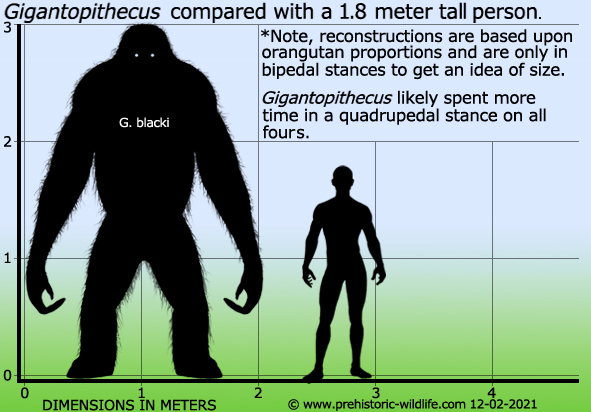 Gigantopithecus compared with a 1.8 meter tall person.
*Note, reconstructions are based upon
orangutan proportions and are only in
bipedal stances to get an idea of size.
Gigantopithecus likely spent more
time in a quadrupedal stance on all
fours.
G. blacki
3
2
1
0
0 1 2 3 4
DIMENSIONS IN METERS © www.prehistoric-wildlife.com 12-02-2021